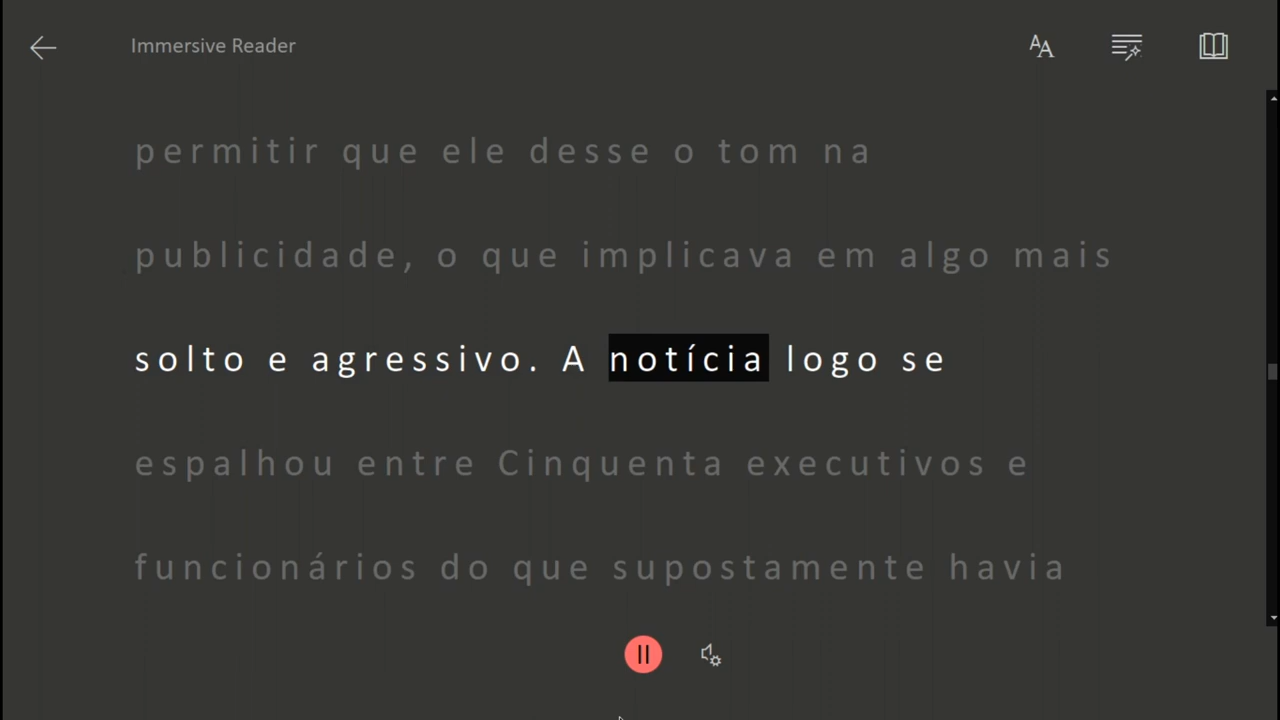 Immersive Reader
permitir que ele desse o tom na
publicidade, o que implicava em algo mais
solto e agressivo. A notícia logo se
espalhou entre Cinquenta executivos e
funcionários do que supostamente havia